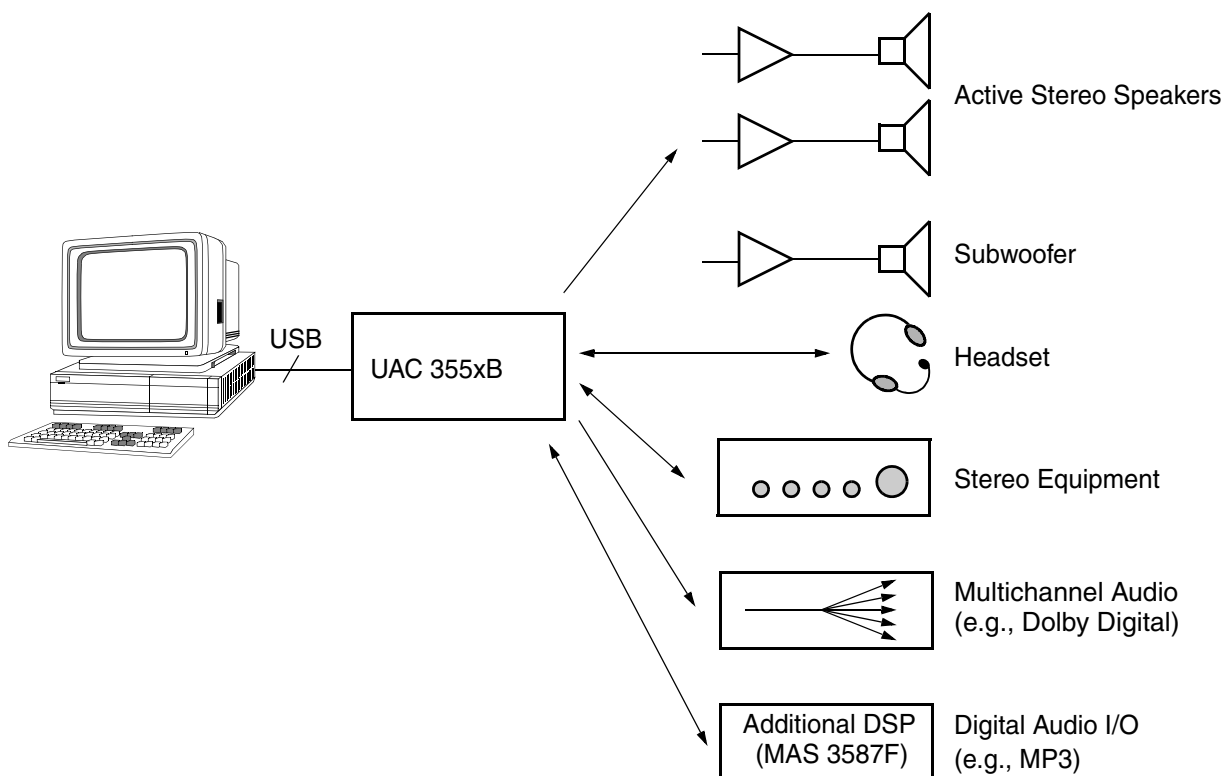 Active Stereo Speakers
Subwoofer
USB
UAC 355xB
Headset
Stereo Equipment
Multichannel Audio
(e.g., Dolby Digital)
Additional DSP
(MAS 3587F)
Digital Audio I/O
(e.g., MP3)